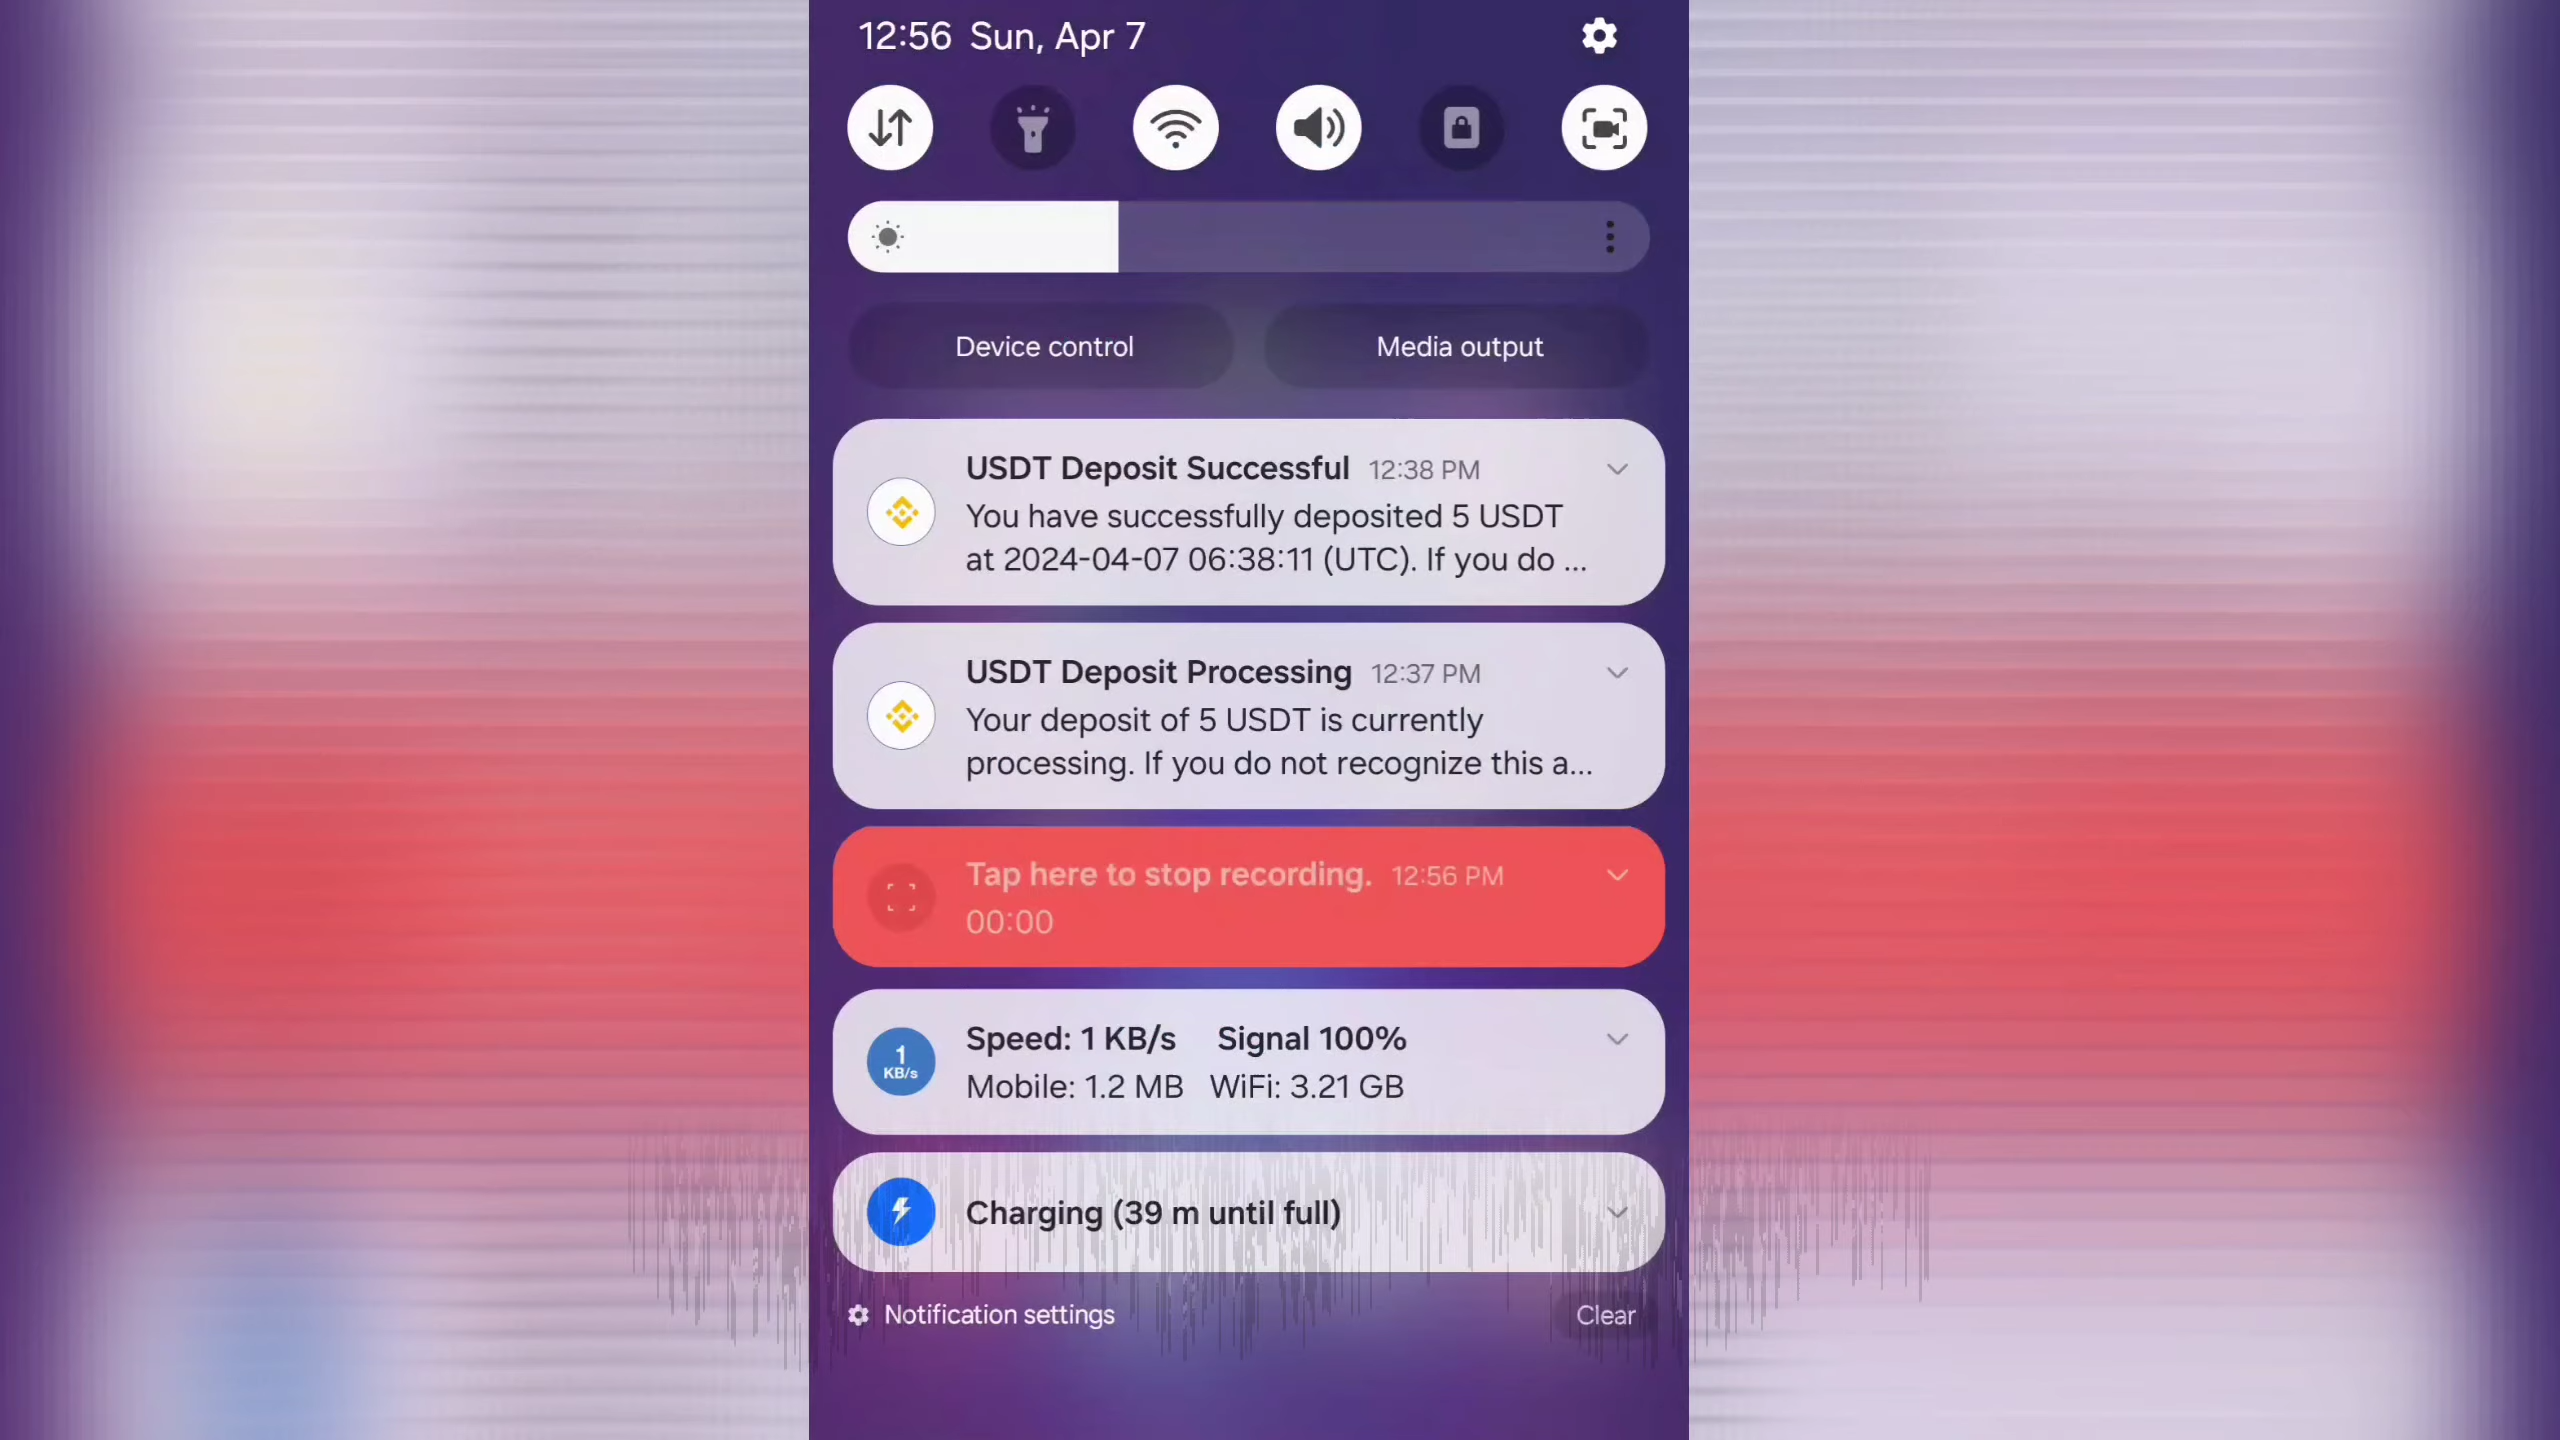 12:56 Sun, Apr 7
Device control
Media output
USDT Deposit Successful 12:38 PM
You have successfully deposited 5 USDT
at 2024-04-07 06:38:11 (UTC). If you do ...
USDT Deposit Processing 12:37 PM
Your deposit of 5 USDT is currently
processing. If you do not recognize this a...
Tap here to stop recording. 12:56 PM
00:00
1
KB/s
Speed: 1 KB/s Signal 100%
Mobile: 1.2 MB WiFi: 3.21 GB
Charging (39 m until full)
Notification settings
Clear